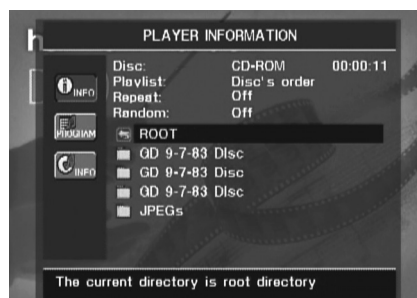 h
PLAYER INFORMATION
Disc: CD-ROM 00:00:11
Playlist: Disc's order
Repeat: Off
Random: Off
INFO
PROGRAM
INFO
ROOT
GD 9-7-83 Disc
GD 9-7-83 Disc
GD 9-7-83 DIsc
JPEGs
The current directory is root directory